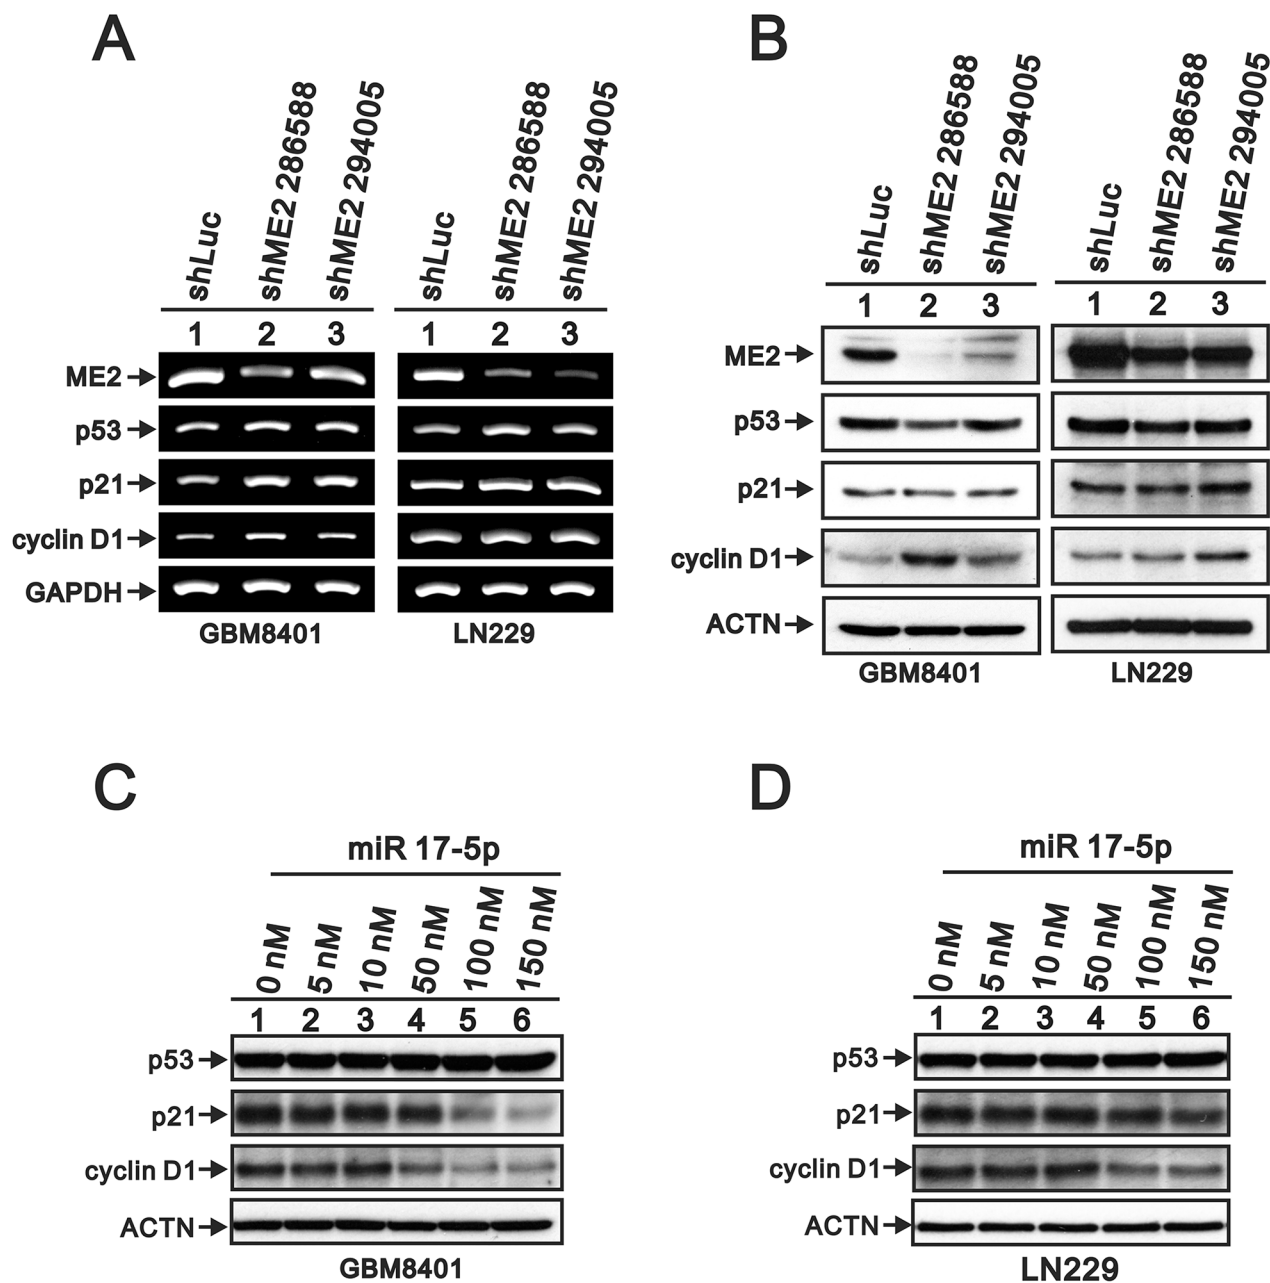 A
shLuc
shME2 286588
shME2 294005
shLuc
shME2 286588
shME2 294005
1 2 3 1 2 3
ME2
p53
p21
cyclin D1
GAPDH
GBM8401 LN229
B
shLuc
shME2 286588
shME2 294005
shLuc
shME2 286588
shME2 294005
1 2 3 1 2 3
ME2
p53
p21
cyclin D1
ACTN
GBM8401 LN229
C
miR 17-5p
0 nM
5 nM
10 nM
50 nM
100 nM
150 nM
1 2 3 4 5 6
p53
p21
cyclin D1
ACTN
GBM8401
D
miR 17-5p
0 nM
5 nM
10 nM
50 nM
100 nM
150 nM
1 2 3 4 5 6
p53
p21
cyclin D1
ACTN
LN229